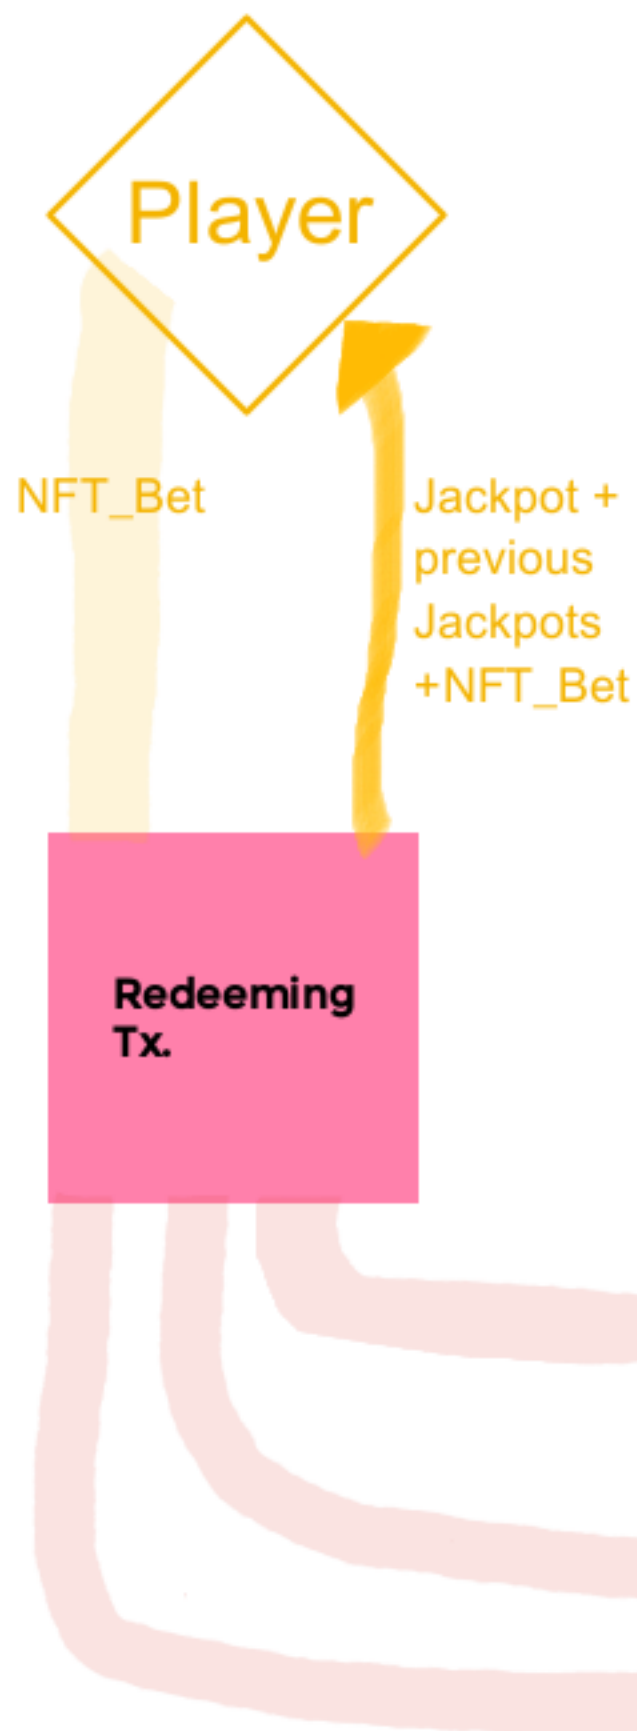 Player
NFT_Bet
Jackpot +
previous
Jackpots
+NFT_Bet
Redeeming
Tx.